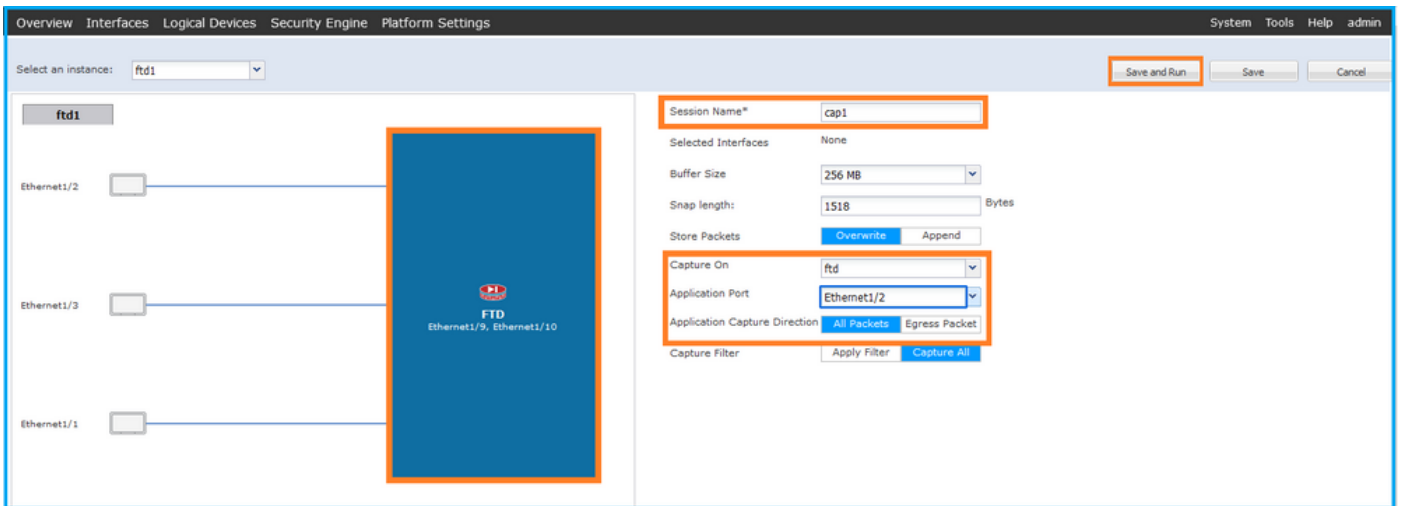 Overview Interfaces Logical Devices Security Engine Platform Settings System Tools Help admin
Select an instance: ftd1 Save and Run Save Cancel
ftd1
Ethernet1/2
Ethernet1/3
Ethernet1/1
FTD
Ethernet1/9, Ethernet1/10
Session Name* cap1
Selected Interfaces None
Buffer Size 256 MB
Snap length: 1518 Bytes
Store Packets Overwrite Append
Capture On ftd
Application Port Ethernet1/2
Application Capture Direction All Packets Egress Packet
Capture Filter Apply Filter Capture All